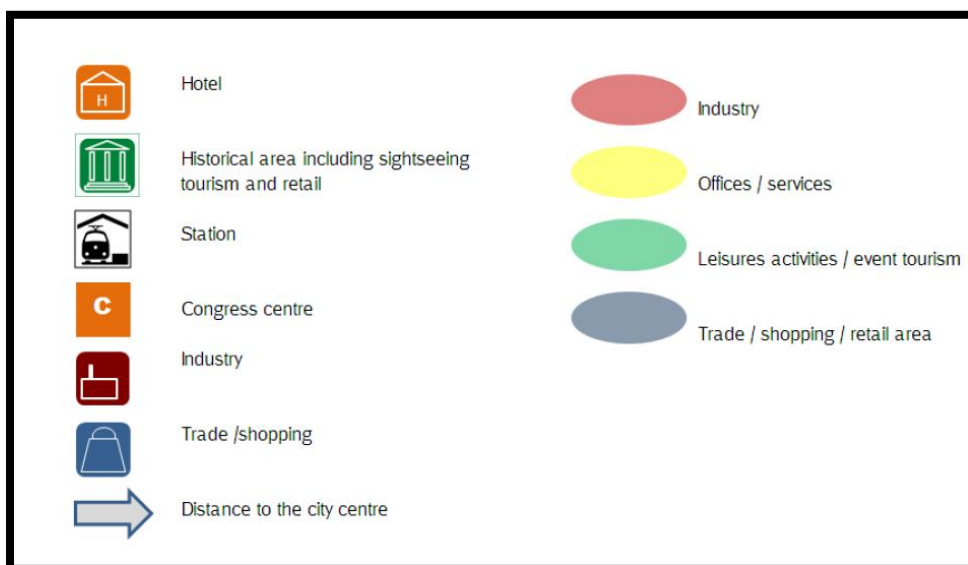 H
Hotel
Historical area including sightseeing
tourism and retail
Station
C
Congress centre
Industry
Trade /shopping
Distance to the city centre
Industry
Offices / services
Leisures activities / event tourism
Trade / shopping / retail area